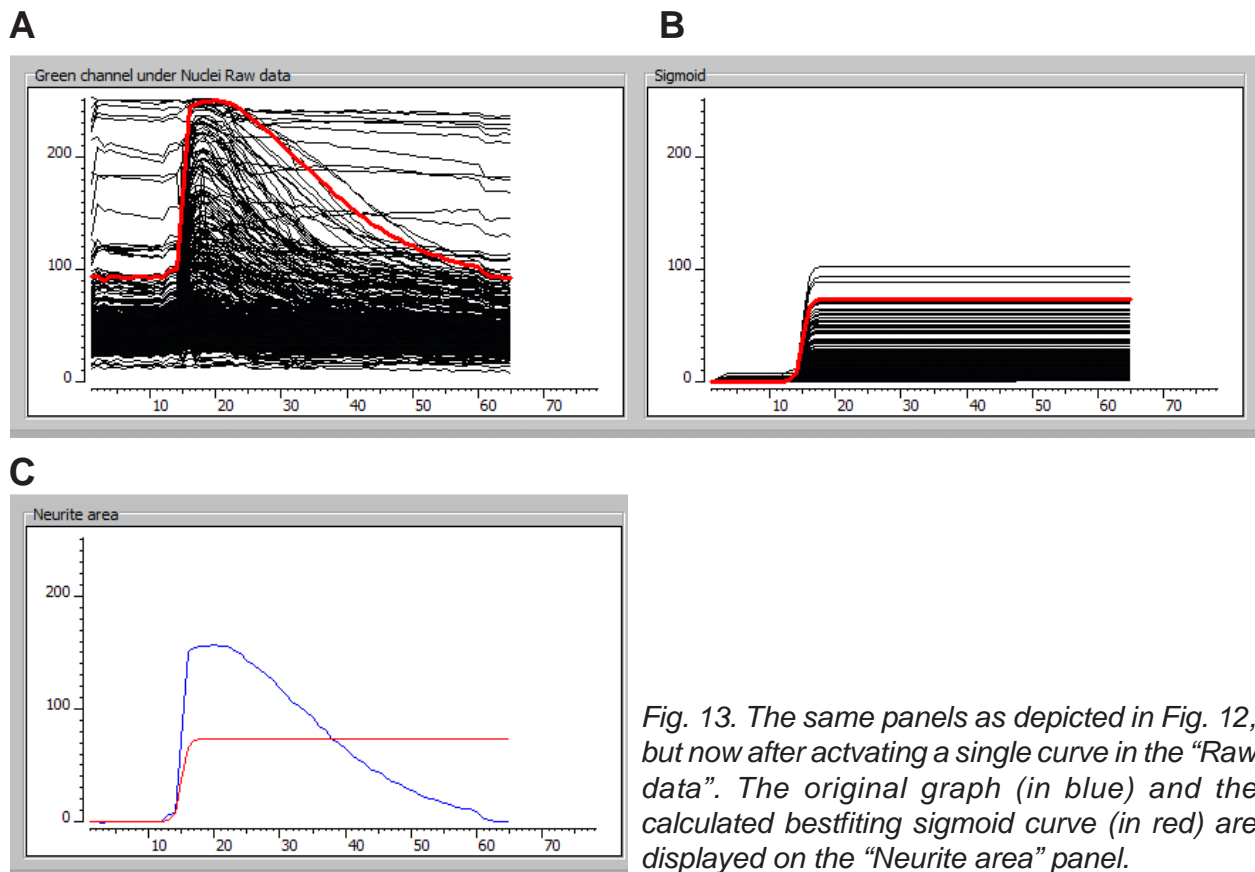 A
B
Green channel under Nuclei Raw data
Sigmoid
200
100
0
10 20 30 40 50 60 70
200
100
0
10 20 30 40 50 60 70
C
Neurite area
200
100
0
10 20 30 40 50 60 70
Fig. 13. The same panels as depicted in Fig. 12,
but now after actvating a single curve in the “Raw
data”. The original graph (in blue) and the
calculated bestfiting sigmoid curve (in red) are
displayed on the “Neurite area” panel.